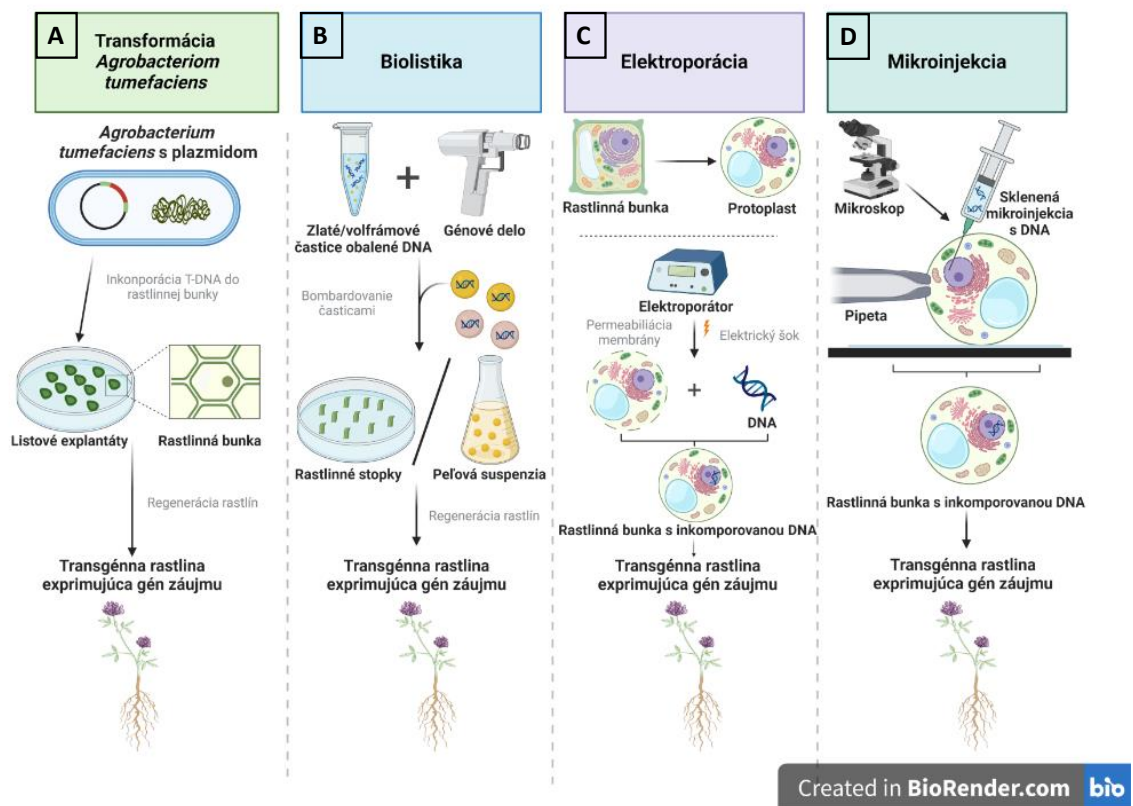 A
Transformácia
Agrobacteriom
tumefaciens
Agrobacterium
tumefaciens s plazmidom
Inkonporácia T-DNA do
rastlinnej bunky
Listové explantáty
Rastlinná bunka
Regenerácia rastlín
Transgénna rastlina
exprimujúca gén záujmu
B
Biolistika
Zlaté/volfrámové
častice obalené DNA
Génové delo
Bombardovanie
časticami
Rastlinné stopky
Peľová suspenzia
Regenerácia rastlín
Transgénna rastlina
exprimujúca gén záujmu
C
Elektroporácia
Rastlinná bunka
Protoplast
Elektroporátor
Permeabiliácia
membrány
Elektrický šok
DNA
Rastlinná bunka s inkomporovanou DNA
Transgénna rastlina
exprimujúca gén záujmu
D
Mikroinjekcia
Mikroskop
Sklenená
mikroinjekcia
s DNA
Pipeta
Rastlinná bunka s inkomporovanou DNA
Transgénna rastlina
exprimujúca gén záujmu
Created in BioRender.com bio